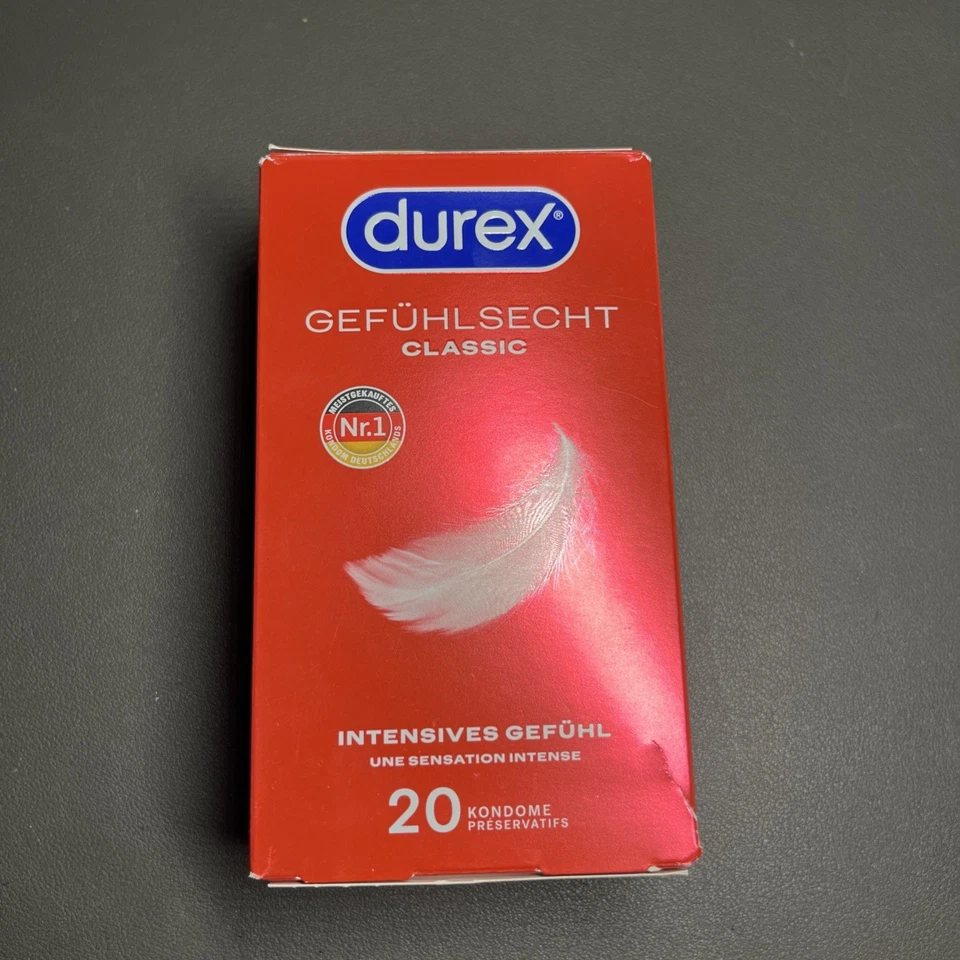 durex®
GEFÜHLSECHT
CLASSIC
MEISTGEKAUFTES
Nr.1
KONDOM DEUTSCHLANDS
INTENSIVES GEFÜHL
UNE SENSATION INTENSE
20 KONDOME
PRÉSERVATIFS